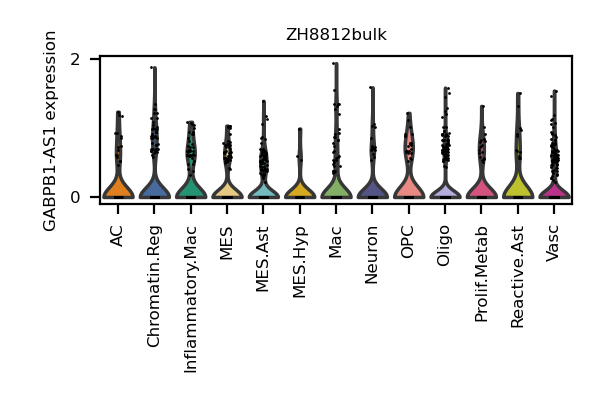 ZH8812bulk
GABPB1-AS1 expression
2
0
AC
Chromatin.Reg
Inflammatory.Mac
MES
MES.Ast
MES.Hyp
Mac
Neuron
OPC
Oligo
Prolif.Metab
Reactive.Ast
Vasc